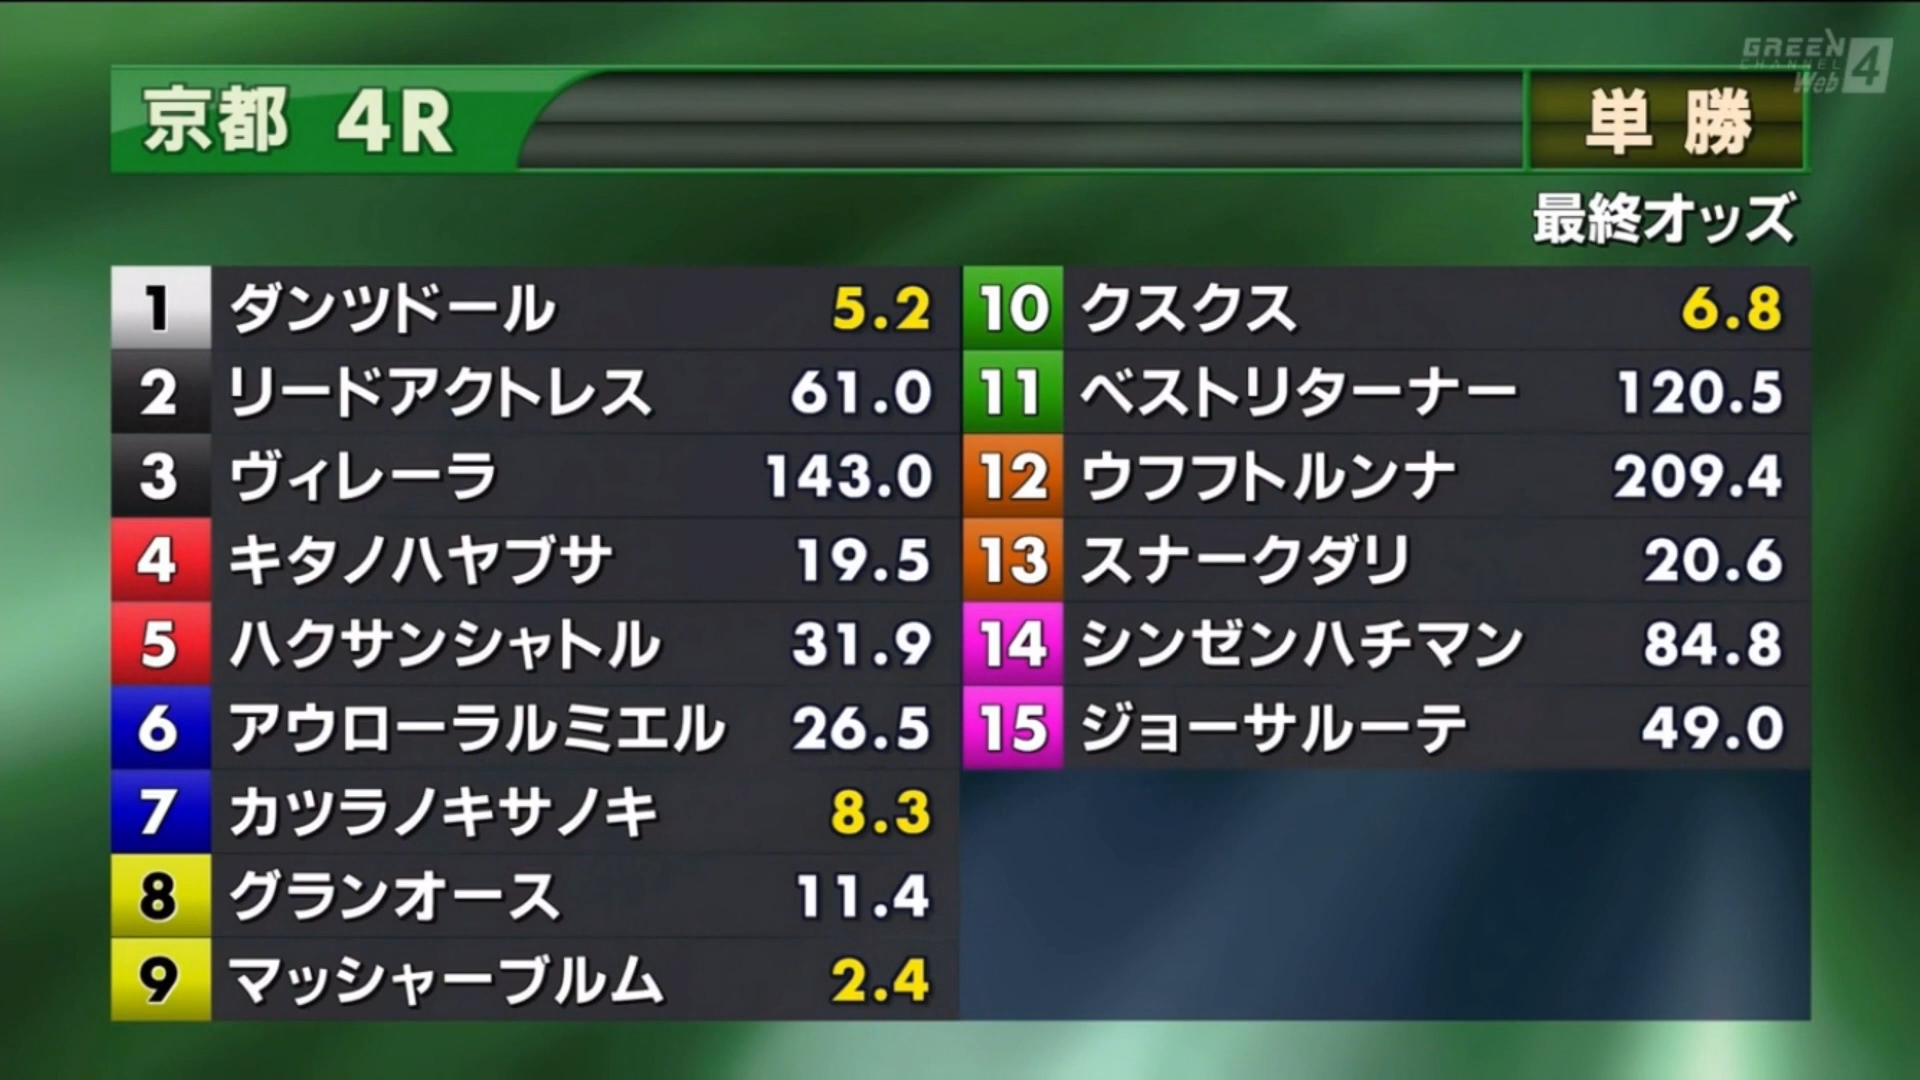 GREEN
CHANNEL
Web 4
京都 4R
単勝
最終オッズ
1 ダンツドール 5.2
2 リードアクトレス 61.0
3 ヴィレーラ 143.0
4 キタノハヤブサ 19.5
5 ハクサンシャトル 31.9
6 アウローラルミエル 26.5
7 カツラノキサノキ 8.3
8 グランオース 11.4
9 マッシャーブルム 2.4
10 クスクス 6.8
11 ベストリターナー 120.5
12 ウフフトルンナ 209.4
13 スナークダリ 20.6
14 シンゼンハチマン 84.8
15 ジョーサルーテ 49.0